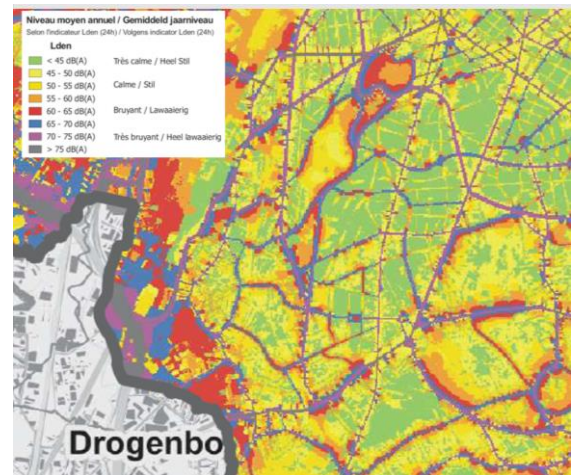 Niveau moyen annuel / Gemiddeld jaarniveau
Selon l'indicateur Lden (24h) / Volgens indicator Lden (24h)
Lden
< 45 dB(A) Très calme / Heel Stil
45 - 50 dB(A)
50 - 55 dB(A) Calme / Stil
55 - 60 dB(A)
60 - 65 dB(A) Bruyant / Lawaaierig
65 - 70 dB(A)
70 - 75 dB(A) Très bruyant / Heel lawaaierig
> 75 dB(A)
Drogenbo